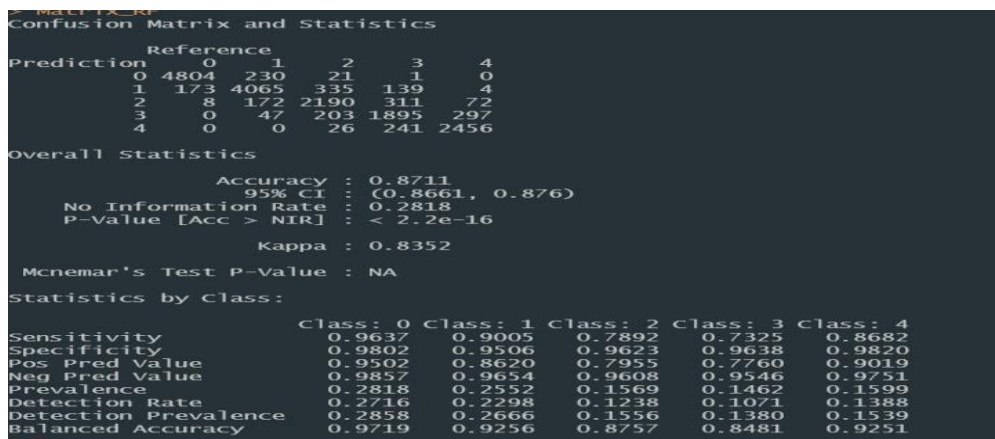 > Matrix_RF
Confusion Matrix and Statistics
Reference
Prediction 0 1 2 3 4
0 4804 230 21 1 0
1 173 4065 335 139 4
2 8 172 2190 311 72
3 0 47 203 1895 297
4 0 0 26 241 2456
Overall Statistics
Accuracy : 0.8711
95% CI : (0.8661, 0.876)
No Information Rate : 0.2818
P-Value [Acc > NIR] : < 2.2e-16
Kappa : 0.8352
Mcnemar's Test P-Value : NA
Statistics by Class:
Class: 0 Class: 1 Class: 2 Class: 3 Class: 4
Sensitivity 0.9637 0.9005 0.7892 0.7325 0.8682
Specificity 0.9802 0.9506 0.9623 0.9638 0.9820
Pos Pred Value 0.9502 0.8620 0.7955 0.7760 0.9019
Neg Pred Value 0.9857 0.9654 0.9608 0.9546 0.9751
Prevalence 0.2818 0.2552 0.1569 0.1462 0.1599
Detection Rate 0.2716 0.2298 0.1238 0.1071 0.1388
Detection Prevalence 0.2858 0.2666 0.1556 0.1380 0.1539
Balanced Accuracy 0.9719 0.9256 0.8757 0.8481 0.9251